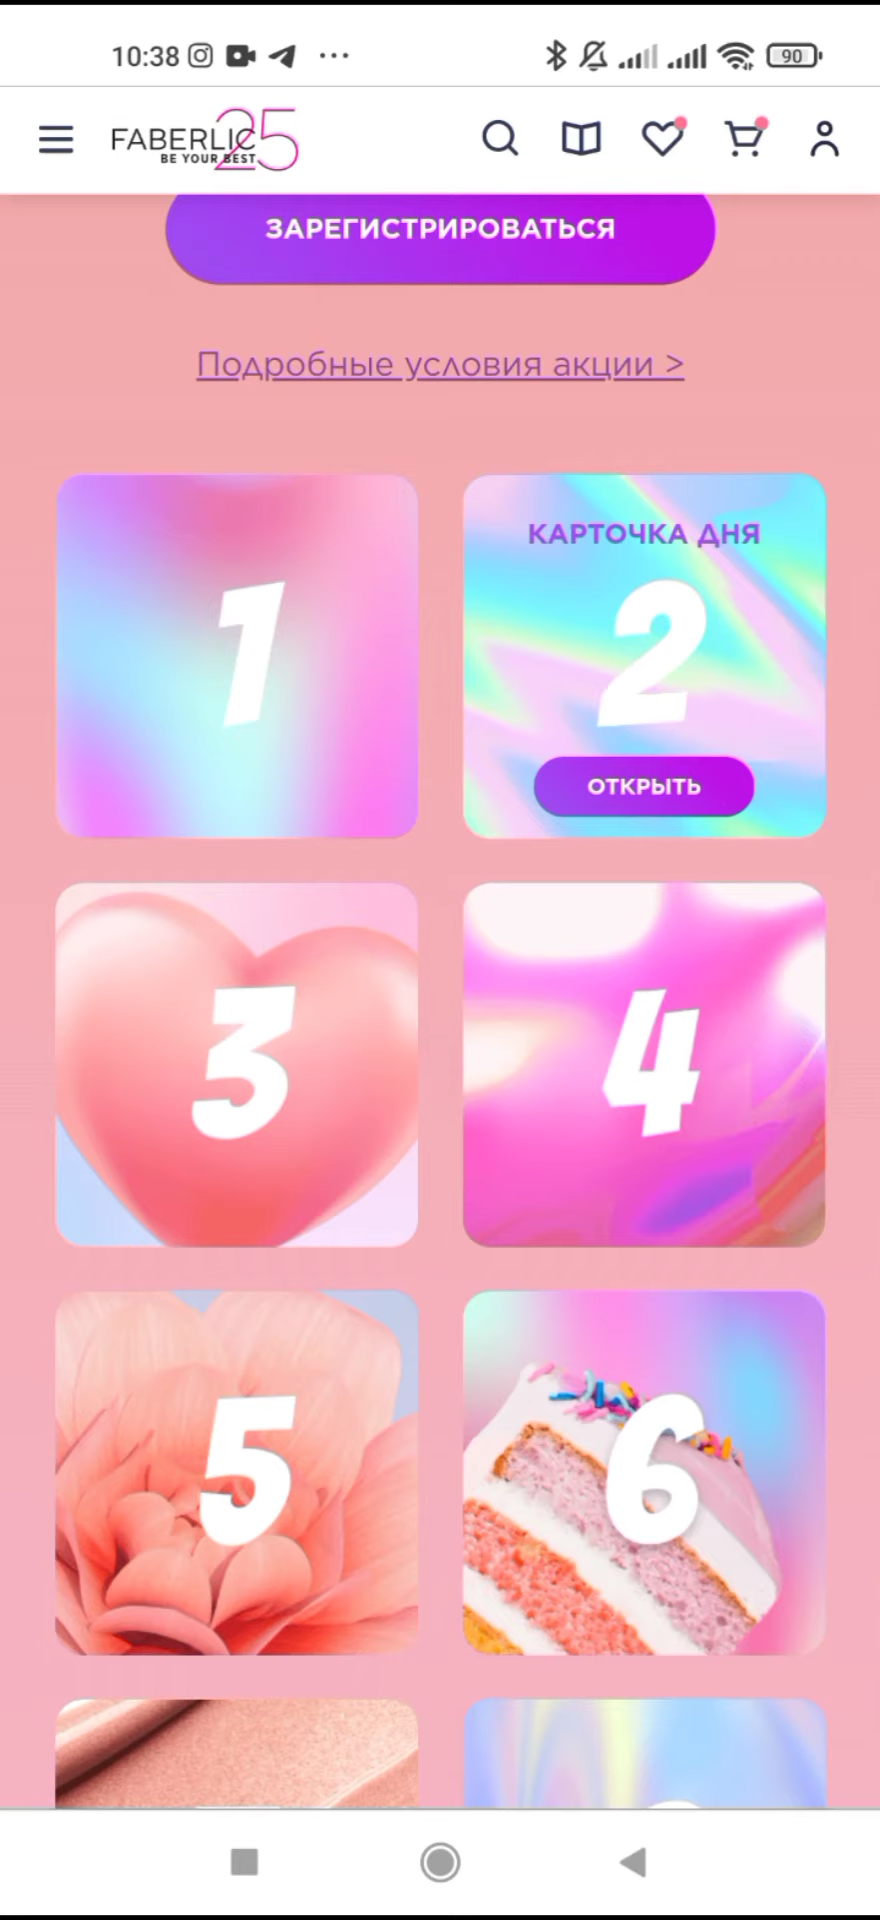 10:38
90
FABERLIC 25
BE YOUR BEST
ЗАРЕГИСТРИРОВАТЬСЯ
Подробные условия акции >
1
КАРТОЧКА ДНЯ
2
ОТКРЫТЬ
3
4
5
6